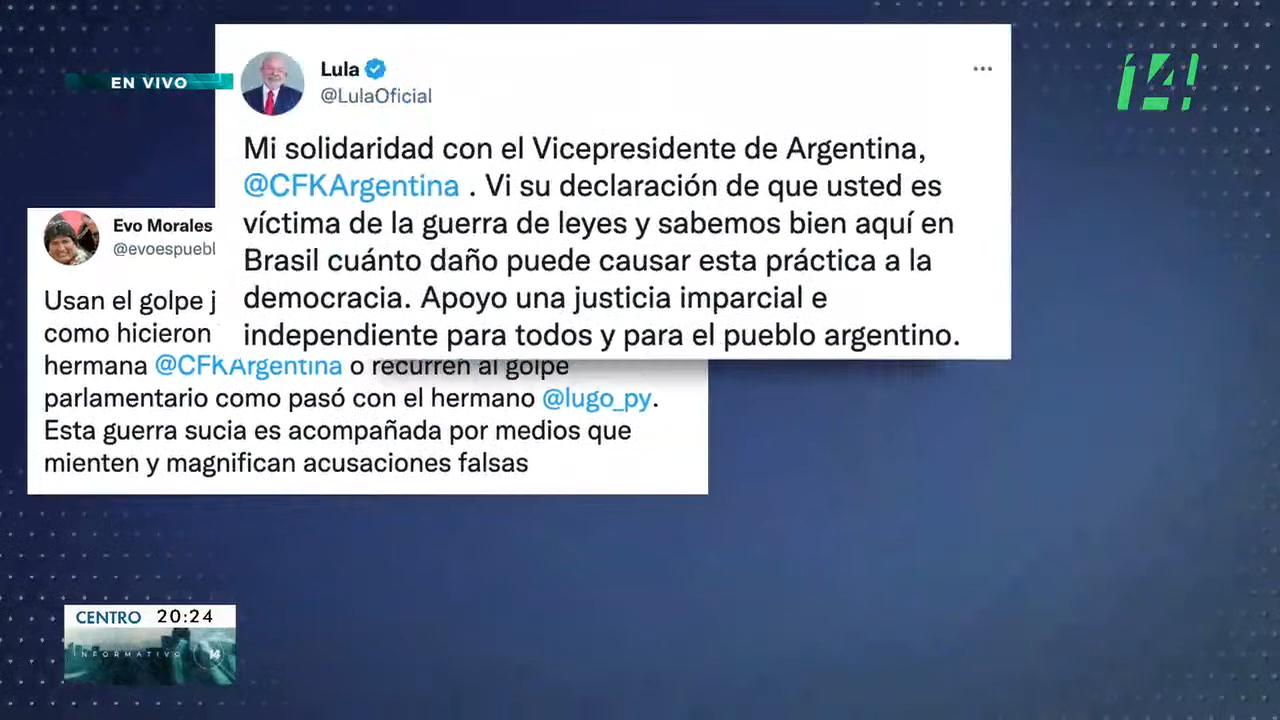 EN VIVO
14!
Lula
@LulaOficial
Mi solidaridad con el Vicepresidente de Argentina,
@CFKArgentina . Vi su declaración de que usted es
víctima de la guerra de leyes y sabemos bien aquí en
Brasil cuánto daño puede causar esta práctica a la
democracia. Apoyo una justicia imparcial e
independiente para todos y para el pueblo argentino.
Evo Morales
@evoespuebl
Usan el golpe j
como hicieron
hermana @CFKArgentina o recurren al golpe
parlamentario como pasó con el hermano @lugo_py.
Esta guerra sucia es acompañada por medios que
mienten y magnifican acusaciones falsas
CENTRO 20:24
INFORMATIVO 14